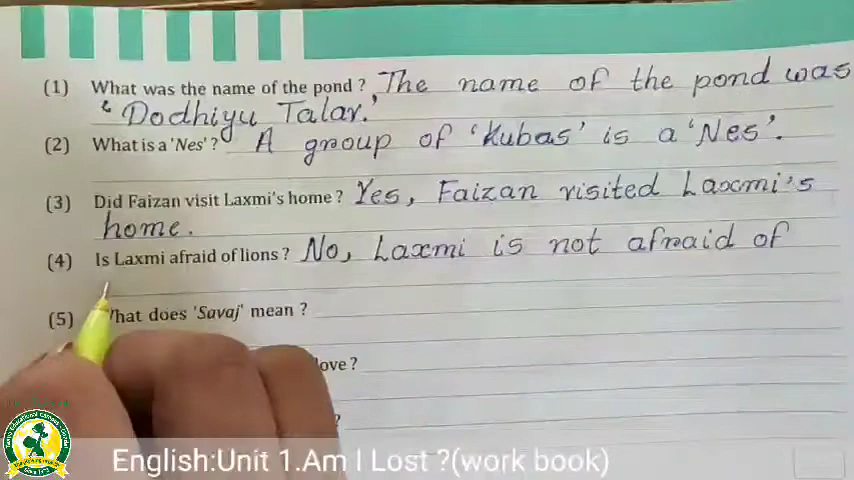 (1) What was the name of the pond ? The name of the pond was
'Dodhiyu Talav.'
(2) What is a 'Nes' ? A group of 'Kubas' is a 'Nes'.
(3) Did Faizan visit Laxmi's home ? Yes, Faizan visited Laxmi's
home.
(4) Is Laxmi afraid of lions ? No, Laxmi is not afraid of
(5) What does 'Savaj' mean ?
love ?
?
English:Unit 1.Am I Lost ?(work book)